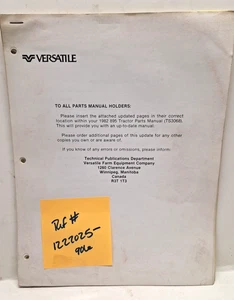 VERSATILE
TO ALL PARTS MANUAL HOLDERS:
Please insert the attached updated pages in their correct
location within your 1982 895 Tractor Parts Manual
This will provide you with an up-to-date manual.
Please order additional pages of this update for any other
copies you own or are aware of.
If you know of any errors or omissions, please inform:
Technical Publications Department
Versatile Farm Equipment Company
1260 Clarence Avenue
Winnipeg, Manitoba
Canada
R3T 1T3
Ref #
1222025-